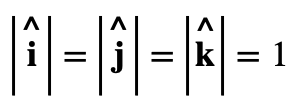 |î| = |ĵ| = |k̂| = 1